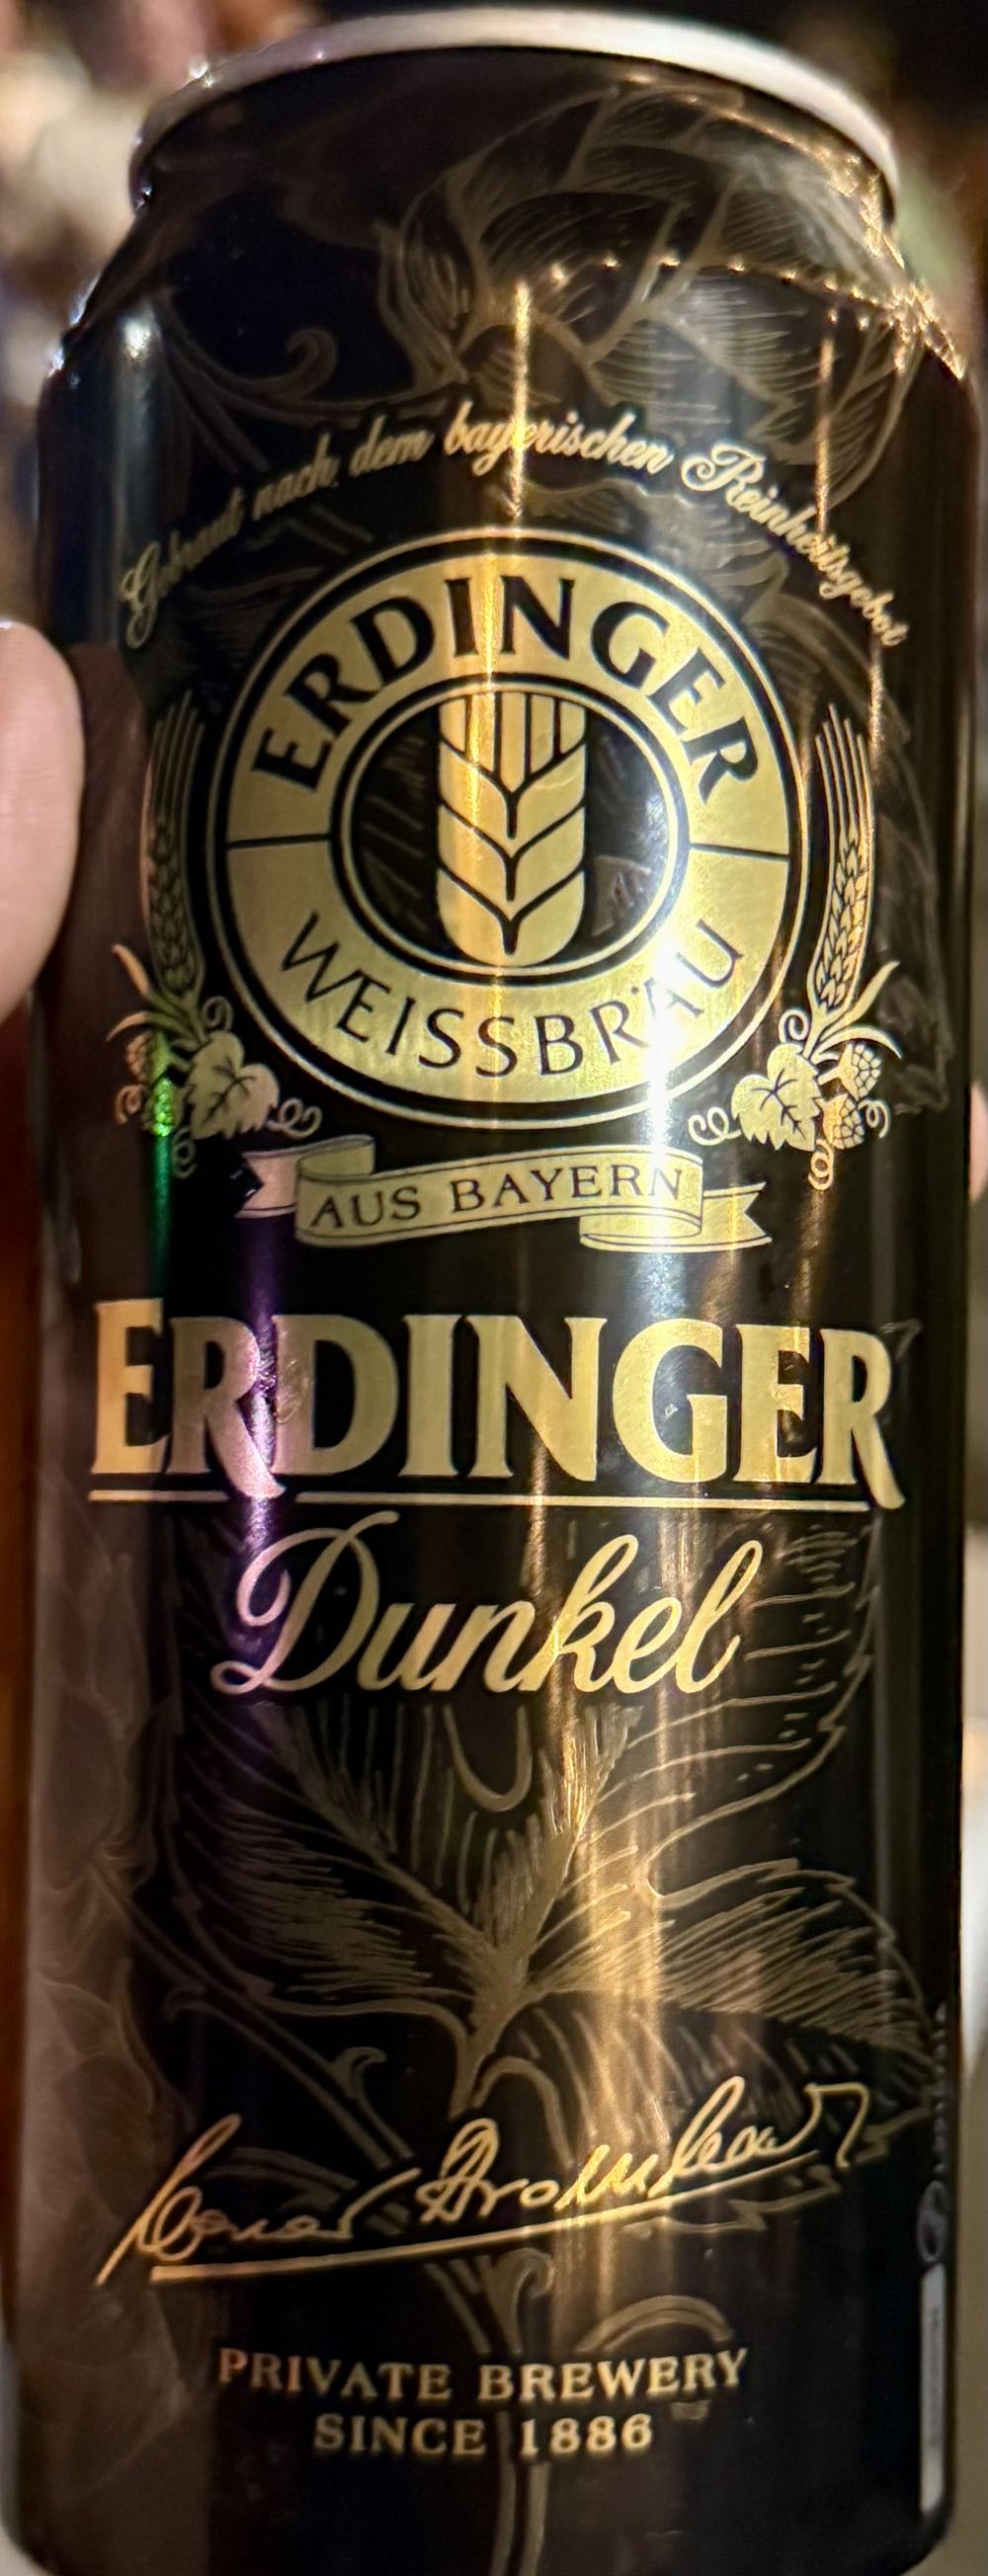 Gebraut nach dem bayerischen Reinheitsgebot
ERDINGER
WEISSBRÄU
AUS BAYERN
ERDINGER
Dunkel
PRIVATE BREWERY
SINCE 1886